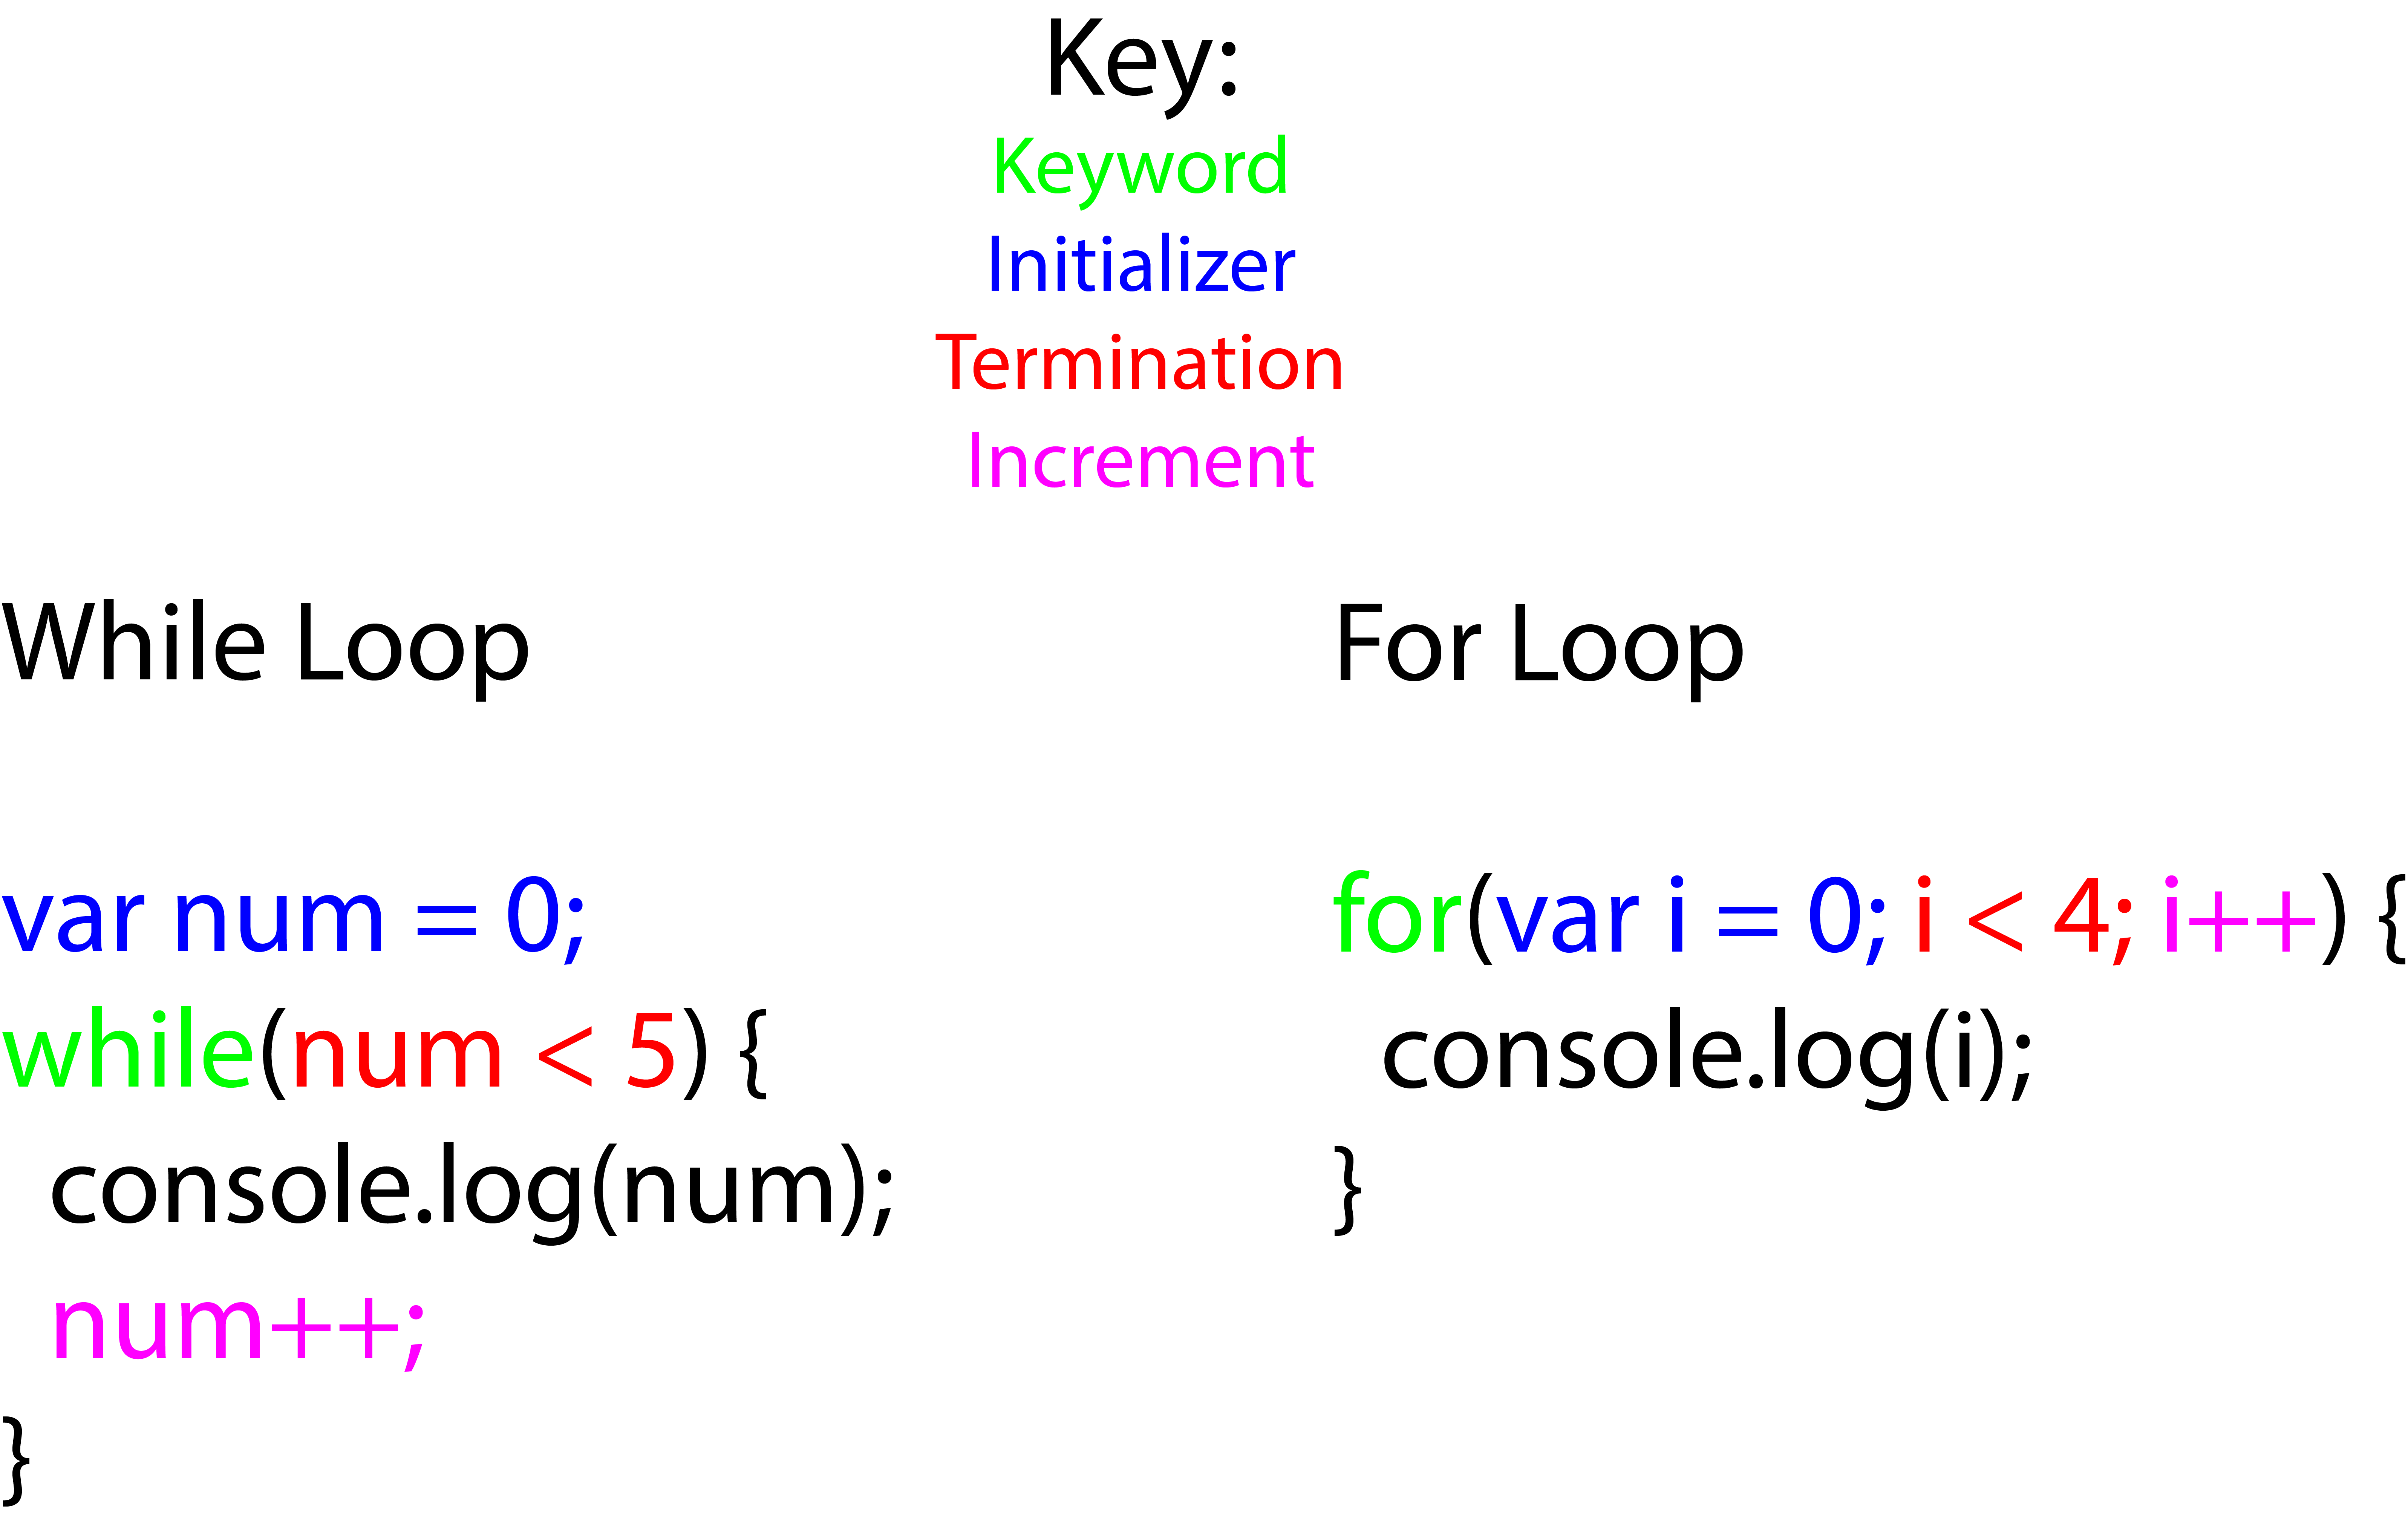 Key:
Keyword
Initializer
Termination
Increment
While Loop
var num = 0;
while(num < 5) {
console.log(num);
num++;
}
For Loop
for(var i = 0; i < 4; i++) {
console.log(i);
}